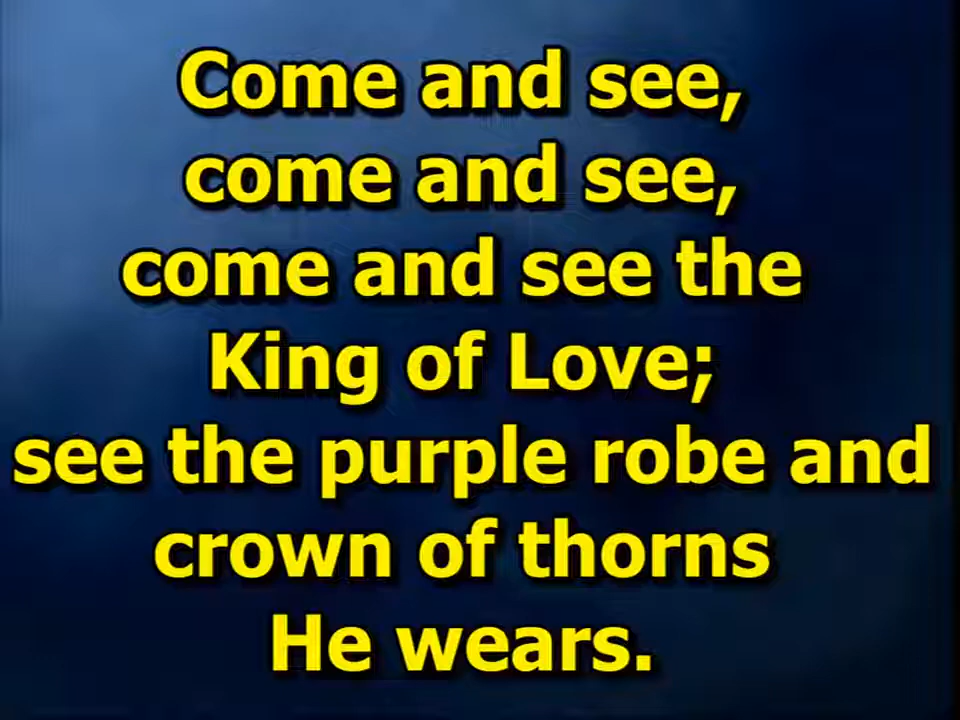 Come and see,
come and see,
come and see the
King of Love;
see the purple robe and
crown of thorns
He wears.